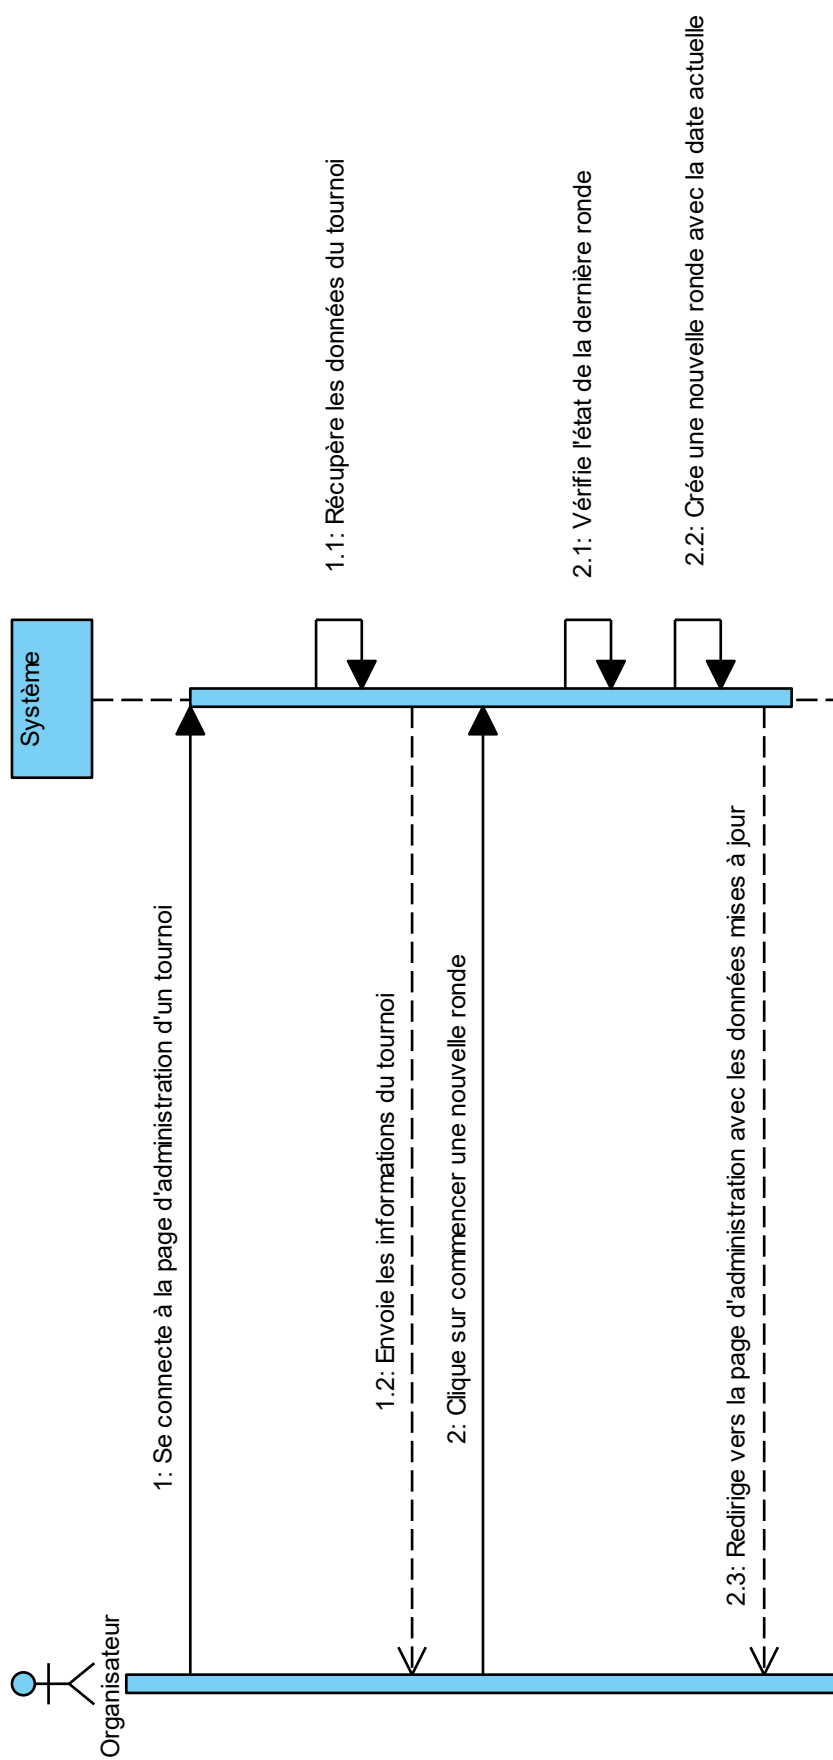 Organisateur
Système
1: Se connecte à la page d'administration d'un tournoi
1.1: Récupère les données du tournoi
1.2: Envoie les informations du tournoi
2: Clique sur commencer une nouvelle ronde
2.1: Vérifie l'état de la dernière ronde
2.2: Crée une nouvelle ronde avec la date actuelle
2.3: Redirige vers la page d'administration avec les données mises à jour